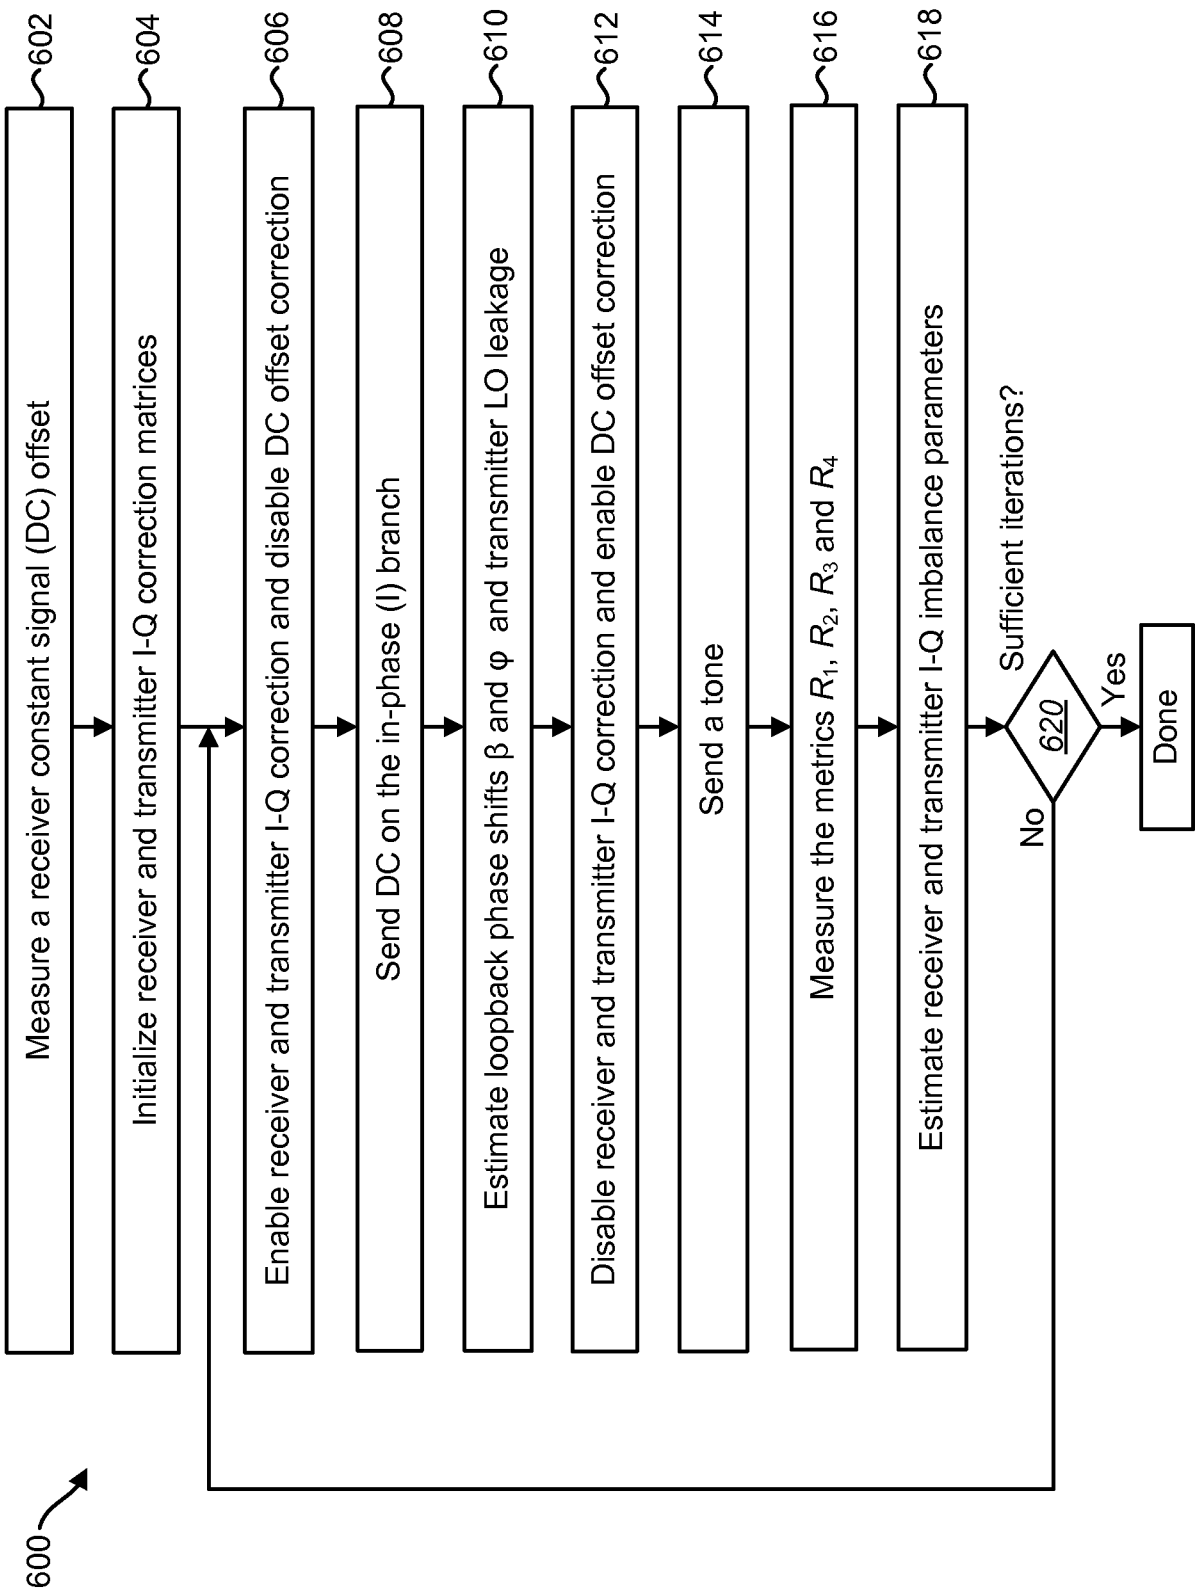 600
Measure a receiver constant signal (DC) offset
602
Initialize receiver and transmitter I-Q correction matrices
604
Enable receiver and transmitter I-Q correction and disable DC offset correction
606
Send DC on the in-phase (I) branch
608
Estimate loopback phase shifts β and φ and transmitter LO leakage
610
Disable receiver and transmitter I-Q correction and enable DC offset correction
612
Send a tone
614
Measure the metrics R1, R2, R3 and R4
616
Estimate receiver and transmitter I-Q imbalance parameters
618
Sufficient iterations?
620
No
Yes
Done